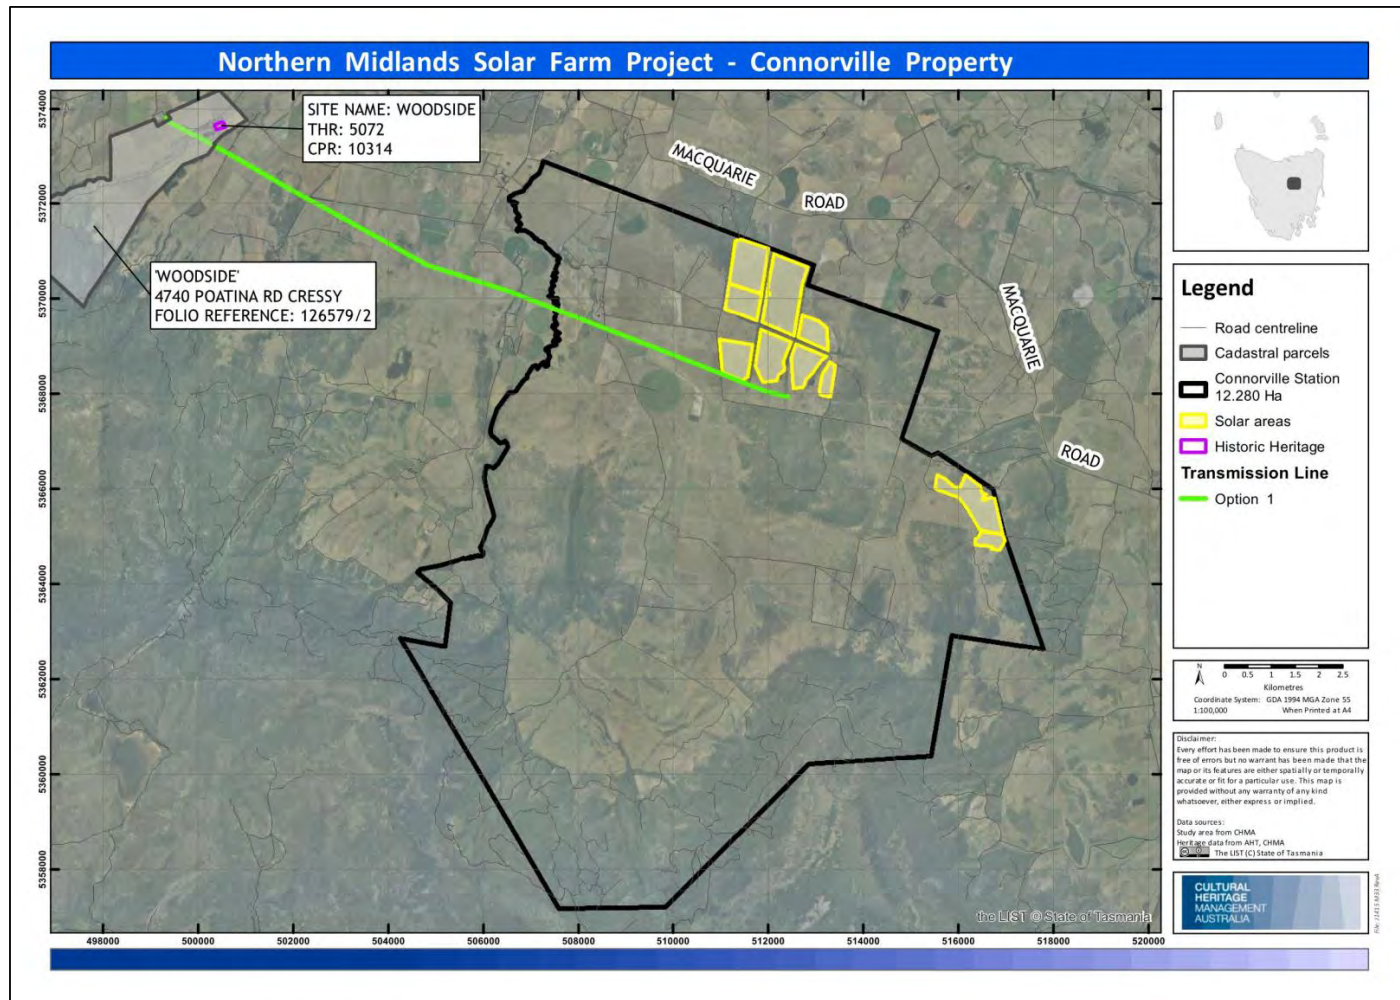 Northern Midlands Solar Farm Project - Connorville Property
SITE NAME: WOODSIDE
THR: 5072
CPR: 10314
'WOODSIDE'
4740 POATINA RD CRESSY
FOLIO REFERENCE: 126579/2
MACQUARIE
ROAD
MACQUARIE
ROAD
5374000
5372000
5370000
5368000
5366000
5364000
5362000
5360000
5358000
498000
500000
502000
504000
506000
508000
510000
512000
514000
516000
518000
520000
the LIST © State of Tasmania
Legend
Road centreline
Cadastral parcels
Connorville Station
12.280 Ha
Solar areas
Historic Heritage
Transmission Line
Option 1
N
0 0.5 1 1.5 2 2.5
Kilometres
Coordinate System: GDA 1994 MGA Zone 55
1:100,000 When Printed at A4
Disclaimer:
Every effort has been made to ensure this product is
free of errors but no warrant has been made that the
map or its features are either spatially or temporally
accurate or fit for a particular use. This map is
provided without any warranty of any kind
whatsoever, either express or implied.
Data sources:
Study area from CHMA
Heritage data from AHT, CHMA
The LIST (C) State of Tasmania
CULTURAL
HERITAGE
MANAGEMENT
AUSTRALIA